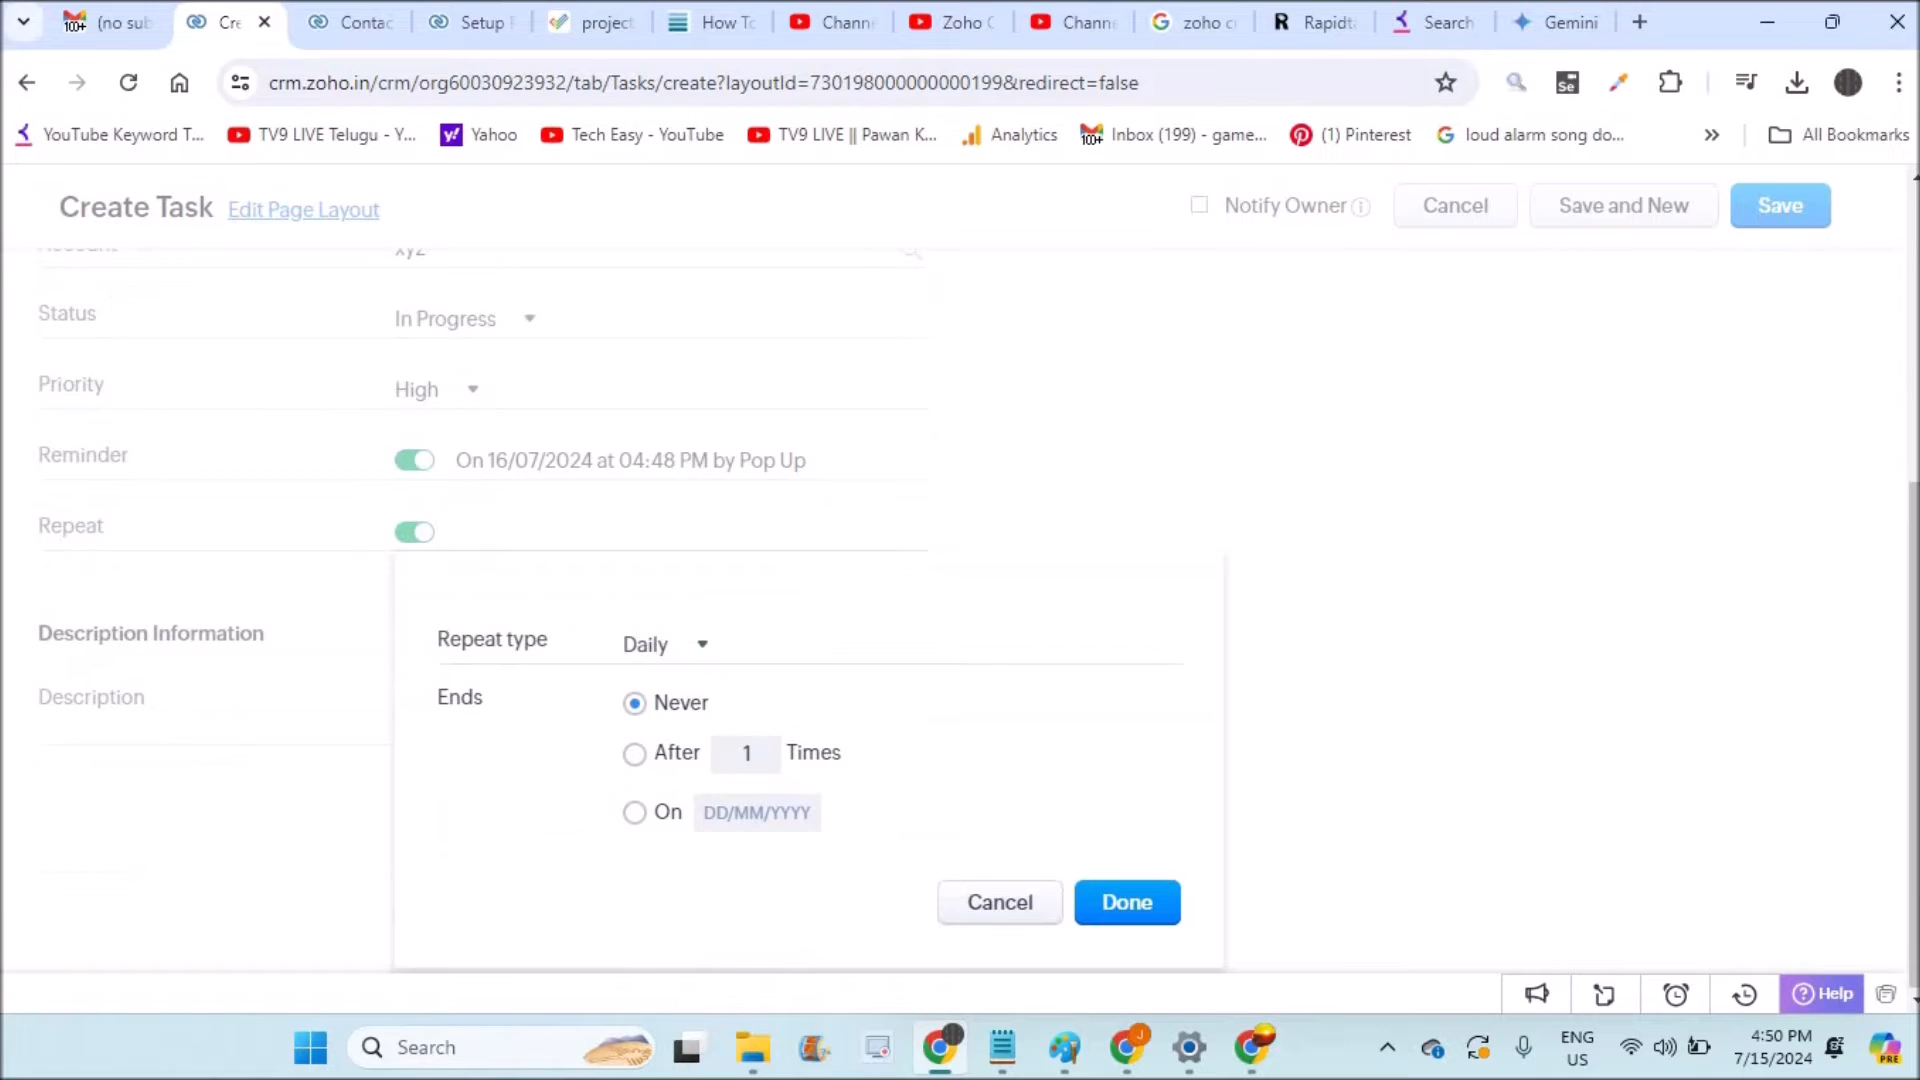 (no sub
Cre
Contac
Setup
project
How To
Chann
Zoho C
Chann
zoho c
Rapidt
Search
Gemini
crm.zoho.in/crm/org60030923932/tab/Tasks/create?layoutId=730198000000000199&redirect=false
YouTube Keyword T...
TV9 LIVE Telugu - Y...
Yahoo
Tech Easy - YouTube
TV9 LIVE || Pawan K...
Analytics
Inbox (199) - game...
(1) Pinterest
loud alarm song do...
All Bookmarks
Create Task
Edit Page Layout
Notify Owner
Cancel
Save and New
Save
xyz
Status
In Progress
Priority
High
Reminder
On 16/07/2024 at 04:48 PM by Pop Up
Repeat
Description Information
Description
Repeat type
Daily
Ends
Never
After 1 Times
On DD/MM/YYYY
Cancel
Done
Help
Search
ENG
US
4:50 PM
7/15/2024